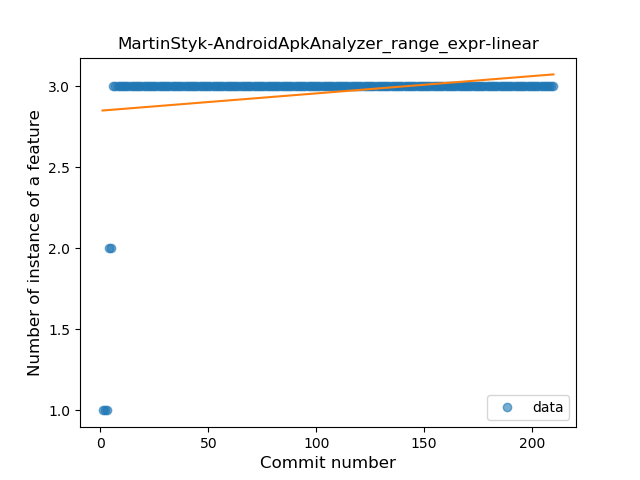 MartinStyk-AndroidApkAnalyzer_range_expr-linear
Number of instance of a feature
3.0
2.5
2.0
1.5
1.0
data
0
50
100
150
200
Commit number